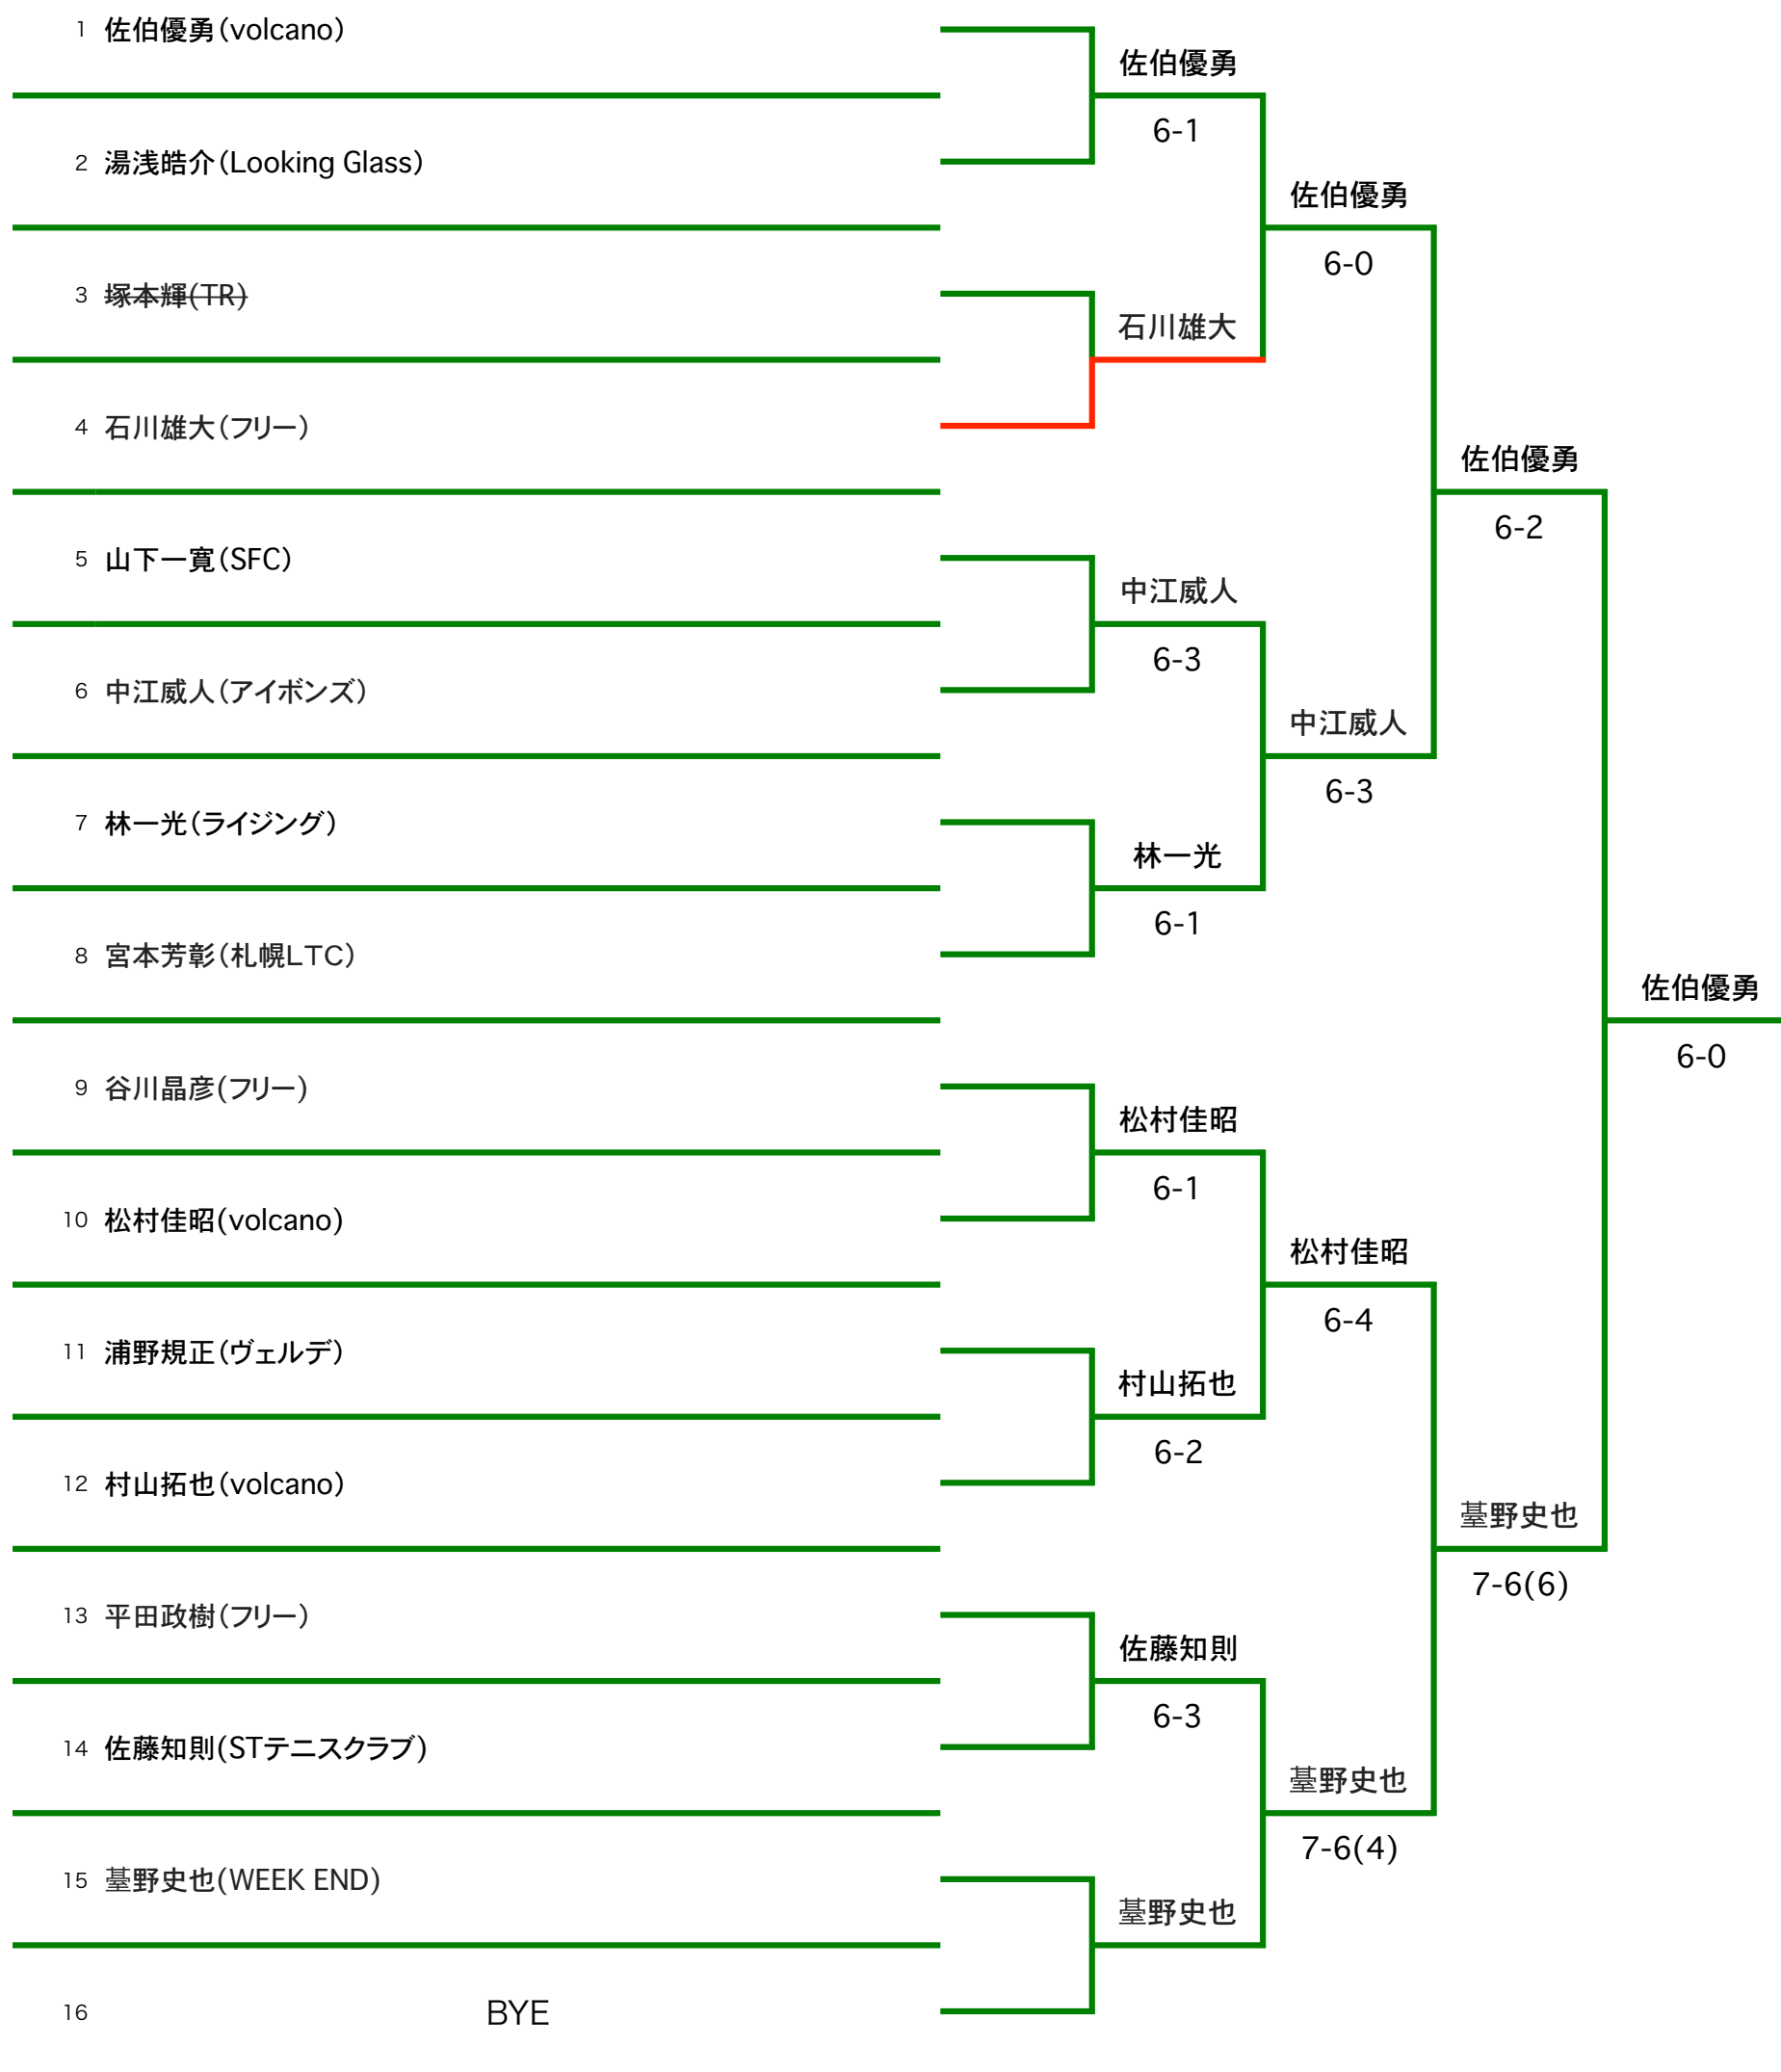 1 佐伯優勇（volcano）
佐伯優勇
6-1
2 湯浅皓介（Looking Glass）
佐伯優勇
6-0
3 塚本輝(TR)
石川雄大
4 石川雄大（フリー）
佐伯優勇
6-2
5 山下一寛（SFC）
中江威人
6-3
6 中江威人（アイボンズ）
中江威人
6-3
7 林一光（ライジング）
林一光
6-1
8 宮本芳彰（札幌LTC）
佐伯優勇
6-0
9 谷川晶彦(フリー)
松村佳昭
6-1
10 松村佳昭(volcano)
松村佳昭
6-4
11 浦野規正（ヴェルデ）
村山拓也
6-2
12 村山拓也（volcano）
䑓野史也
7-6(6)
13 平田政樹（フリー）
佐藤知則
6-3
14 佐藤知則(STテニスクラブ)
䑓野史也
7-6(4)
15 䑓野史也(WEEK END)
䑓野史也
16 BYE